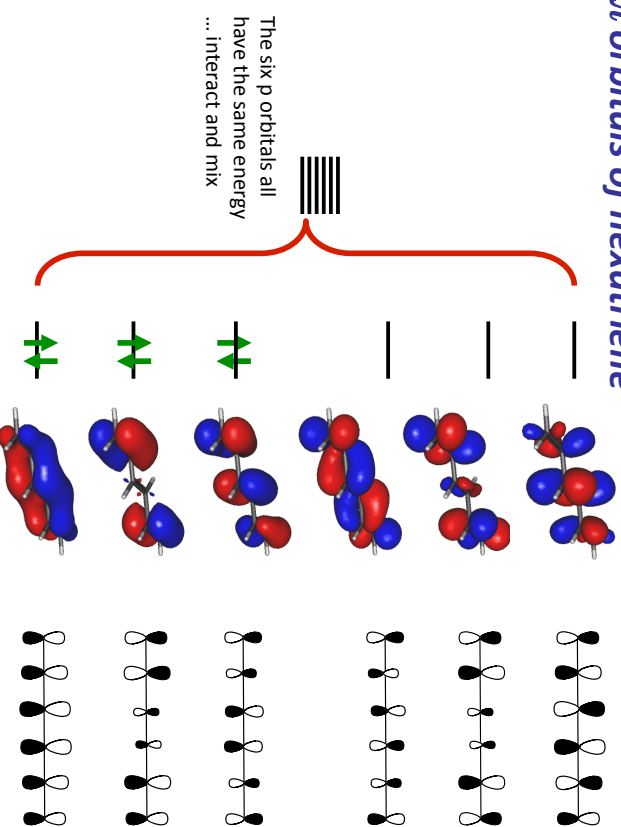 orbitals of hexatriene
The six p orbitals all
have the same energy
... interact and mix